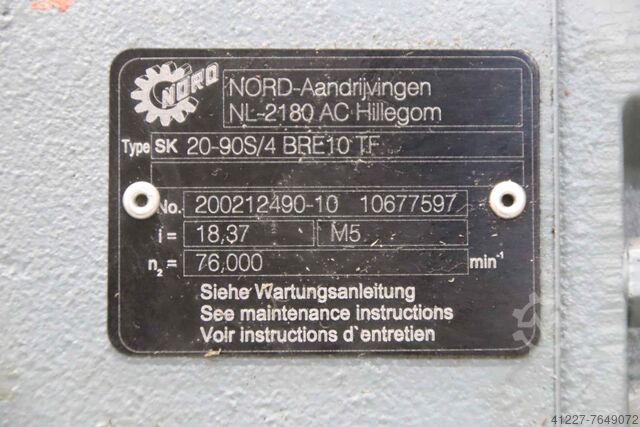 NORD
NORD-Aandrijvingen
NL-2180 AC Hillegom
Type SK 20-90S/4 BRE10 TF
No. 200212490-10 10677597
i = 18,37 M5
n₂ = 76,000 min⁻¹
Siehe Wartungsanleitung
See maintenance instructions
Voir instructions d`entretien
41227-7649072